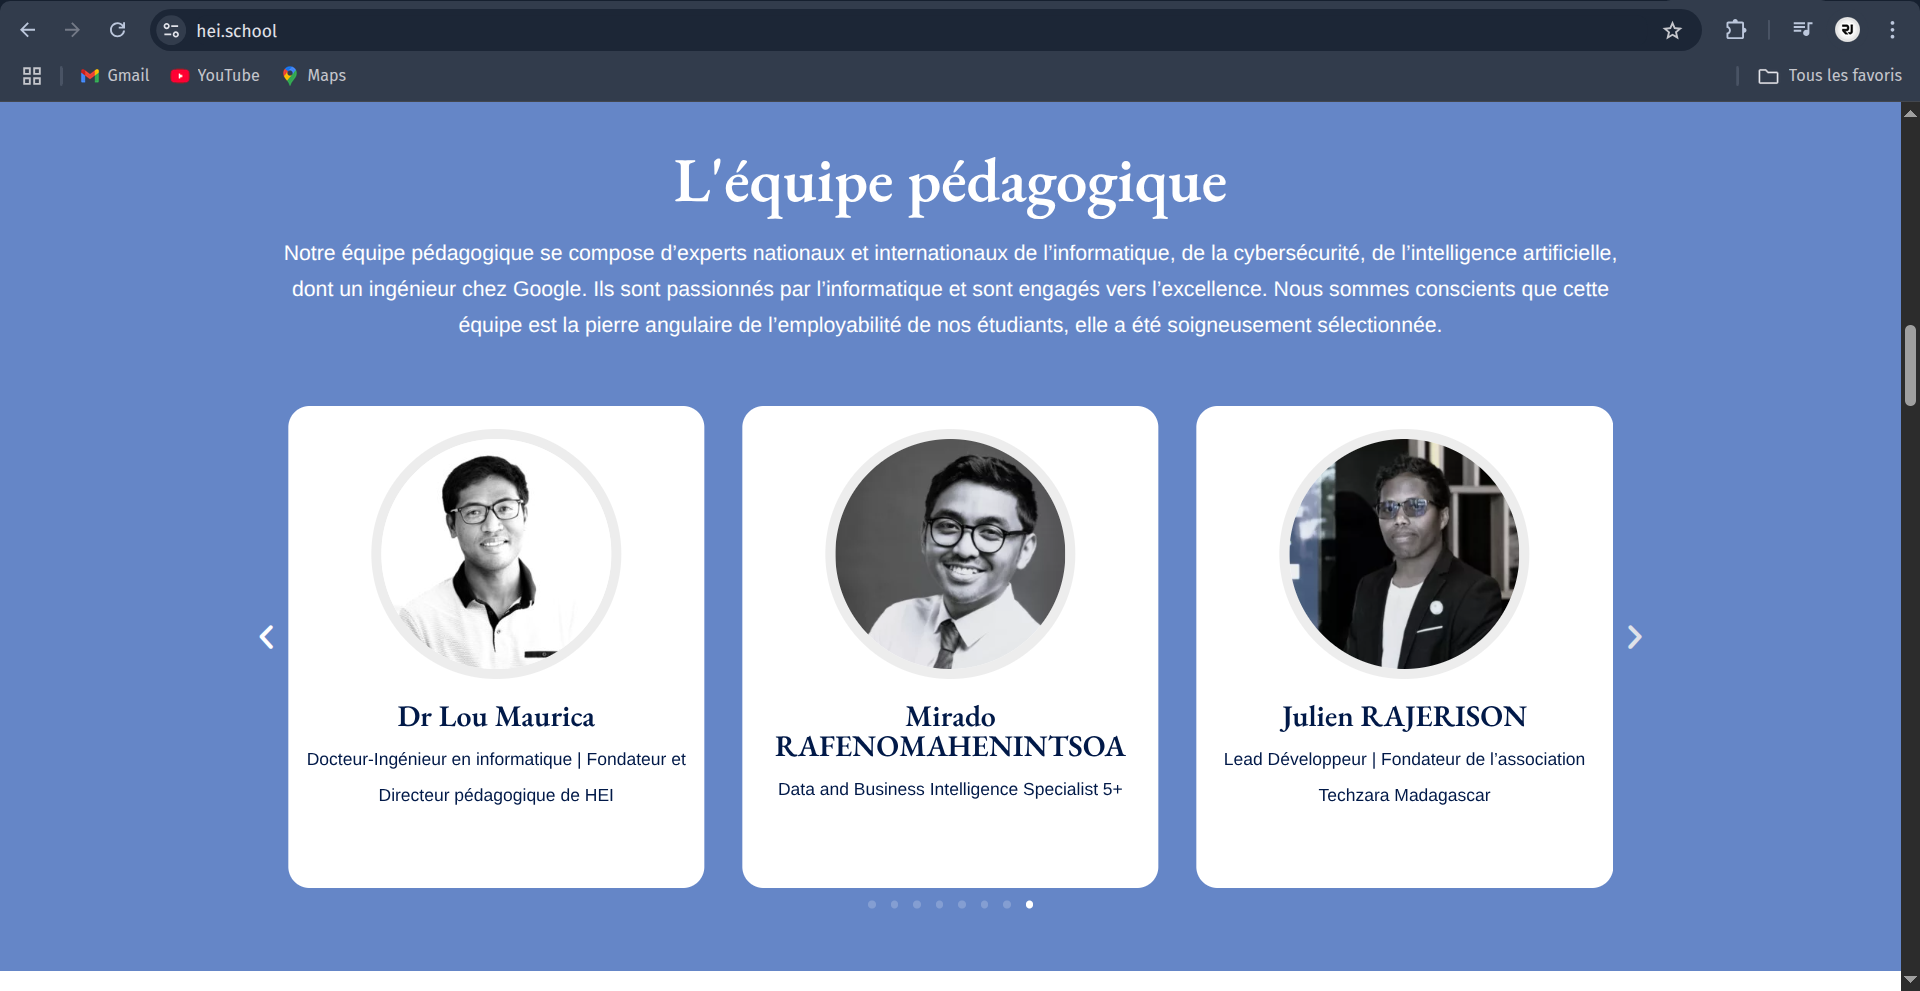 hei.school
Gmail
YouTube
Maps
Tous les favoris
L'équipe pédagogique
Notre équipe pédagogique se compose d’experts nationaux et internationaux de l’informatique, de la cybersécurité, de l’intelligence artificielle,
dont un ingénieur chez Google. Ils sont passionnés par l’informatique et sont engagés vers l’excellence. Nous sommes conscients que cette
équipe est la pierre angulaire de l’employabilité de nos étudiants, elle a été soigneusement sélectionnée.
Dr Lou Maurica
Docteur-Ingénieur en informatique | Fondateur et
Directeur pédagogique de HEI
Mirado
RAFENOMAHENINTSOA
Data and Business Intelligence Specialist 5+
Julien RAJERISON
Lead Développeur | Fondateur de l’association
Techzara Madagascar